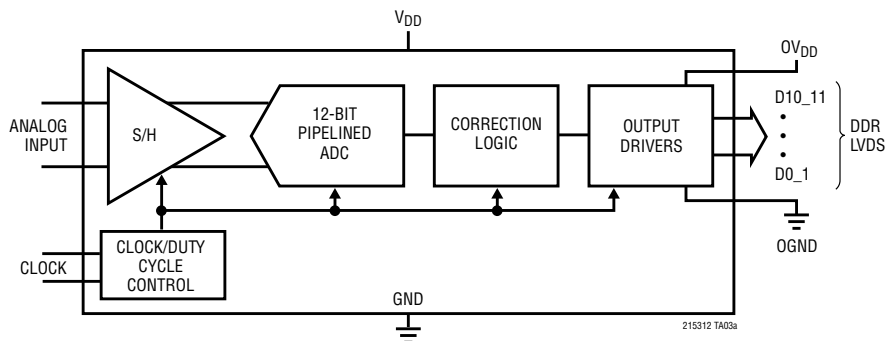 VDD
OVDD
ANALOG
INPUT
S/H
12-BIT
PIPELINED
ADC
CORRECTION
LOGIC
OUTPUT
DRIVERS
D10_11
•
•
•
D0_1
DDR
LVDS
OGND
CLOCK
CLOCK/DUTY
CYCLE
CONTROL
GND
215312 TA03a